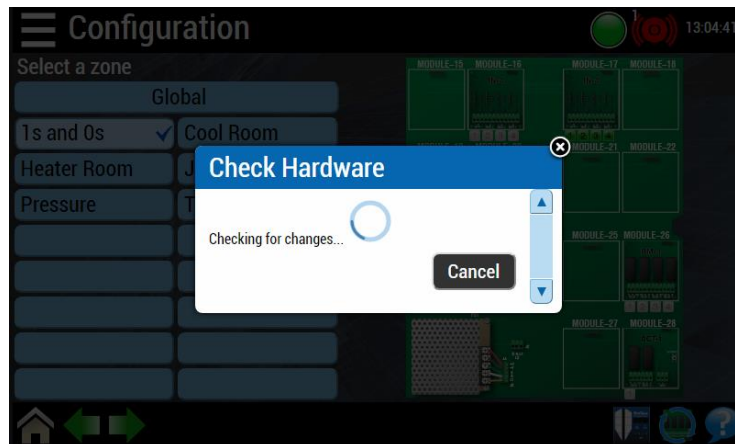 Configuration
1
13:04:41
Select a zone
MODULE-15 MODULE-16 MODULE-17 MODULE-18
Global
1s and 0s
Cool Room
Heater Room
J
MODULE-21 MODULE-22
Check Hardware
Pressure
T
Checking for changes...
Cancel
MODULE-25 MODULE-26
MODULE-27 MODULE-28